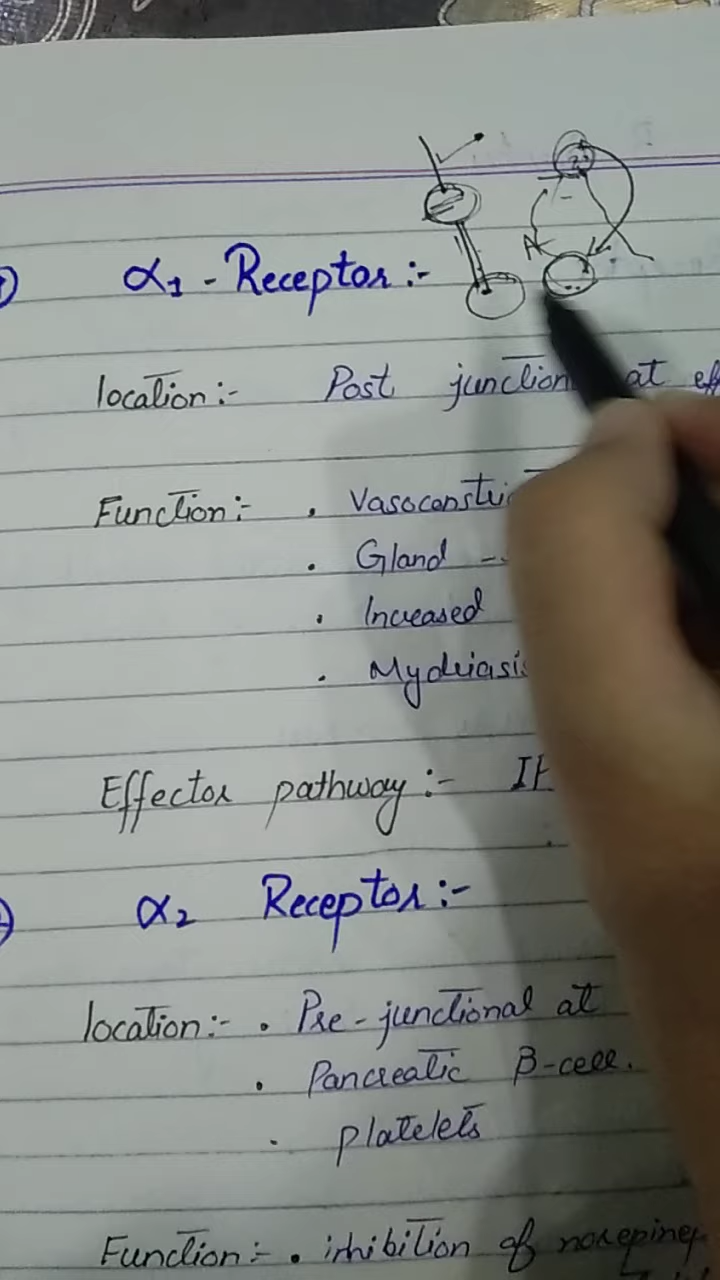 α1 - Receptor :-
location :- Post junction at
Function :- . Vasoconstri
. Gland -
. Increased
. Mydriasis
Effector pathway :- I
α2 Receptor :-
location :- . Pre-junctional at
. Pancreatic β-cell.
. platelets
Function :- . inhibition of norepinep